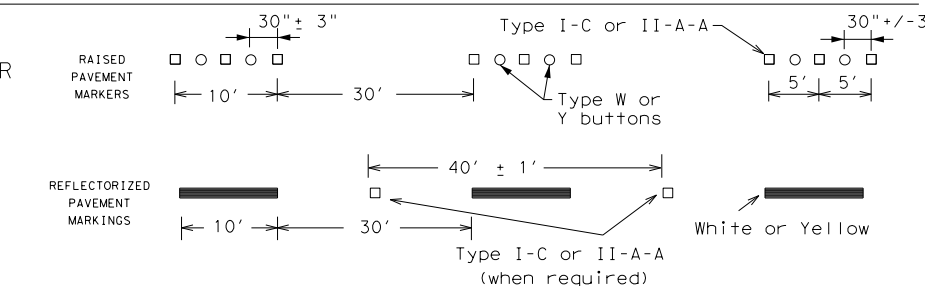 30"± 3"
Type I-C or II-A-A
30"+/-3
R
RAISED
PAVEMENT
MARKERS
10'
30'
Type W or
Y buttons
5'
5'
40' ± 1'
REFLECTORIZED
PAVEMENT
MARKINGS
10'
30'
Type I-C or II-A-A
(when required)
White or Yellow